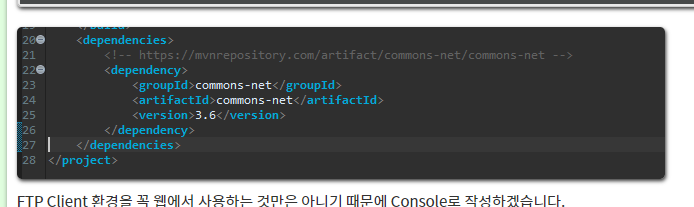 20 <dependencies>
21 <!-- https://mvnrepository.com/artifact/commons-net/commons-net -->
22 <dependency>
23 <groupId>commons-net</groupId>
24 <artifactId>commons-net</artifactId>
25 <version>3.6</version>
26 </dependency>
27 </dependencies>
28 </project>
FTP Client 환경을 꼭 웹에서 사용하는 것만은 아니기 때문에 Console로 작성하겠습니다.